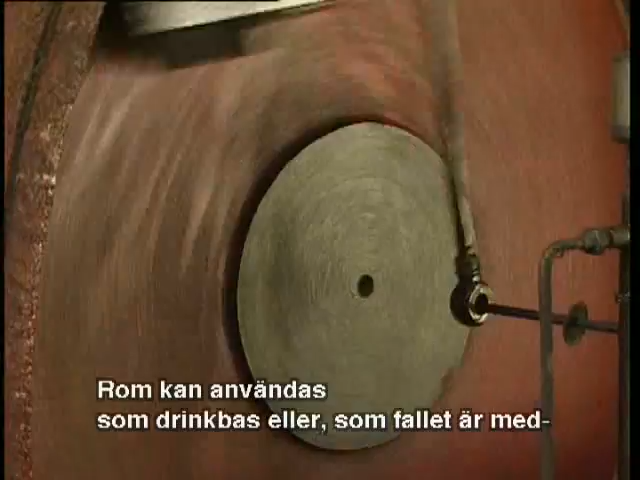 Rom kan användas
som drinkbas eller, som fallet är med-